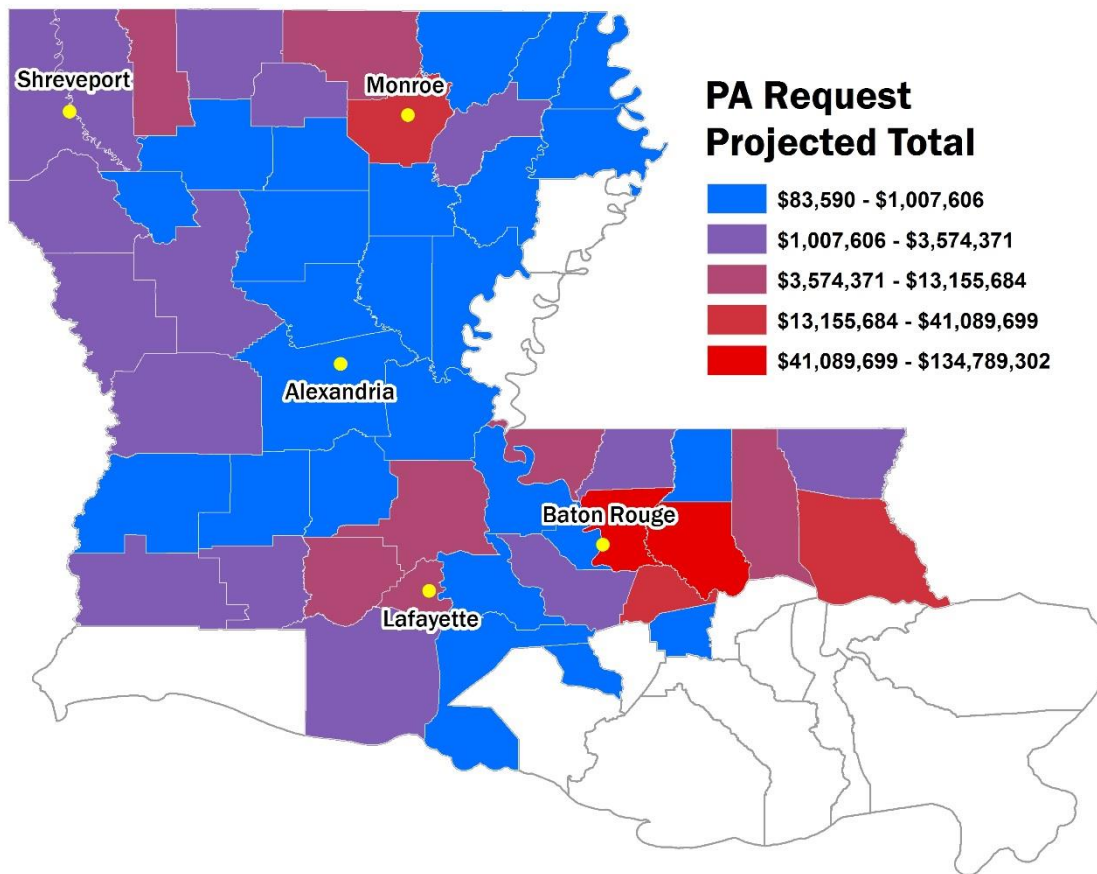 Shreveport
Monroe
PA Request
Projected Total
$83,590 - $1,007,606
$1,007,606 - $3,574,371
$3,574,371 - $13,155,684
$13,155,684 - $41,089,699
$41,089,699 - $134,789,302
Alexandria
Baton Rouge
Lafayette